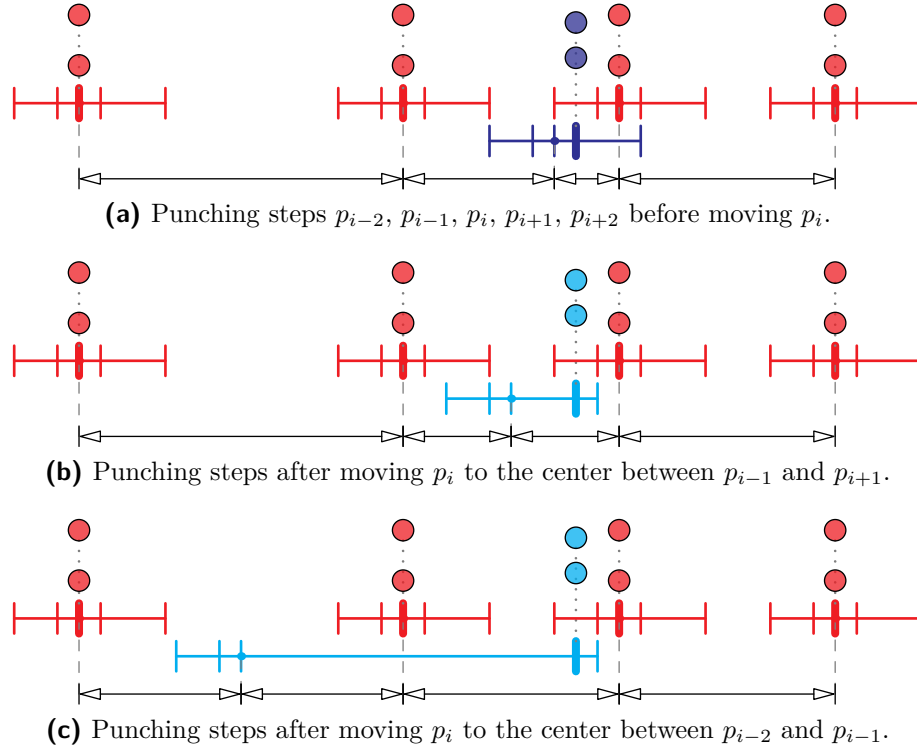 (a) Punching steps p_{i−2}, p_{i−1}, p_i, p_{i+1}, p_{i+2} before moving p_i.
(b) Punching steps after moving p_i to the center between p_{i−1} and p_{i+1}.
(c) Punching steps after moving p_i to the center between p_{i−2} and p_{i−1}.